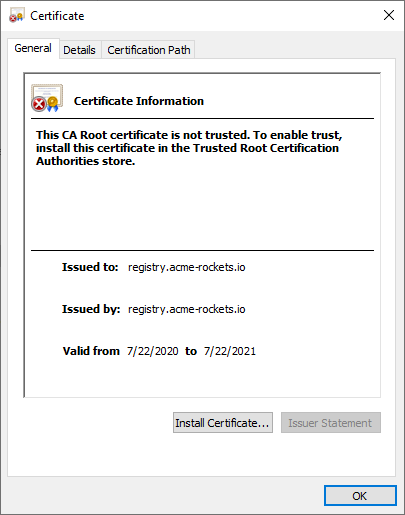 Certificate
General Details Certification Path
Certificate Information
This CA Root certificate is not trusted. To enable trust,
install this certificate in the Trusted Root Certification
Authorities store.
Issued to: registry.acme-rockets.io
Issued by: registry.acme-rockets.io
Valid from 7/22/2020 to 7/22/2021
Install Certificate... Issuer Statement
OK